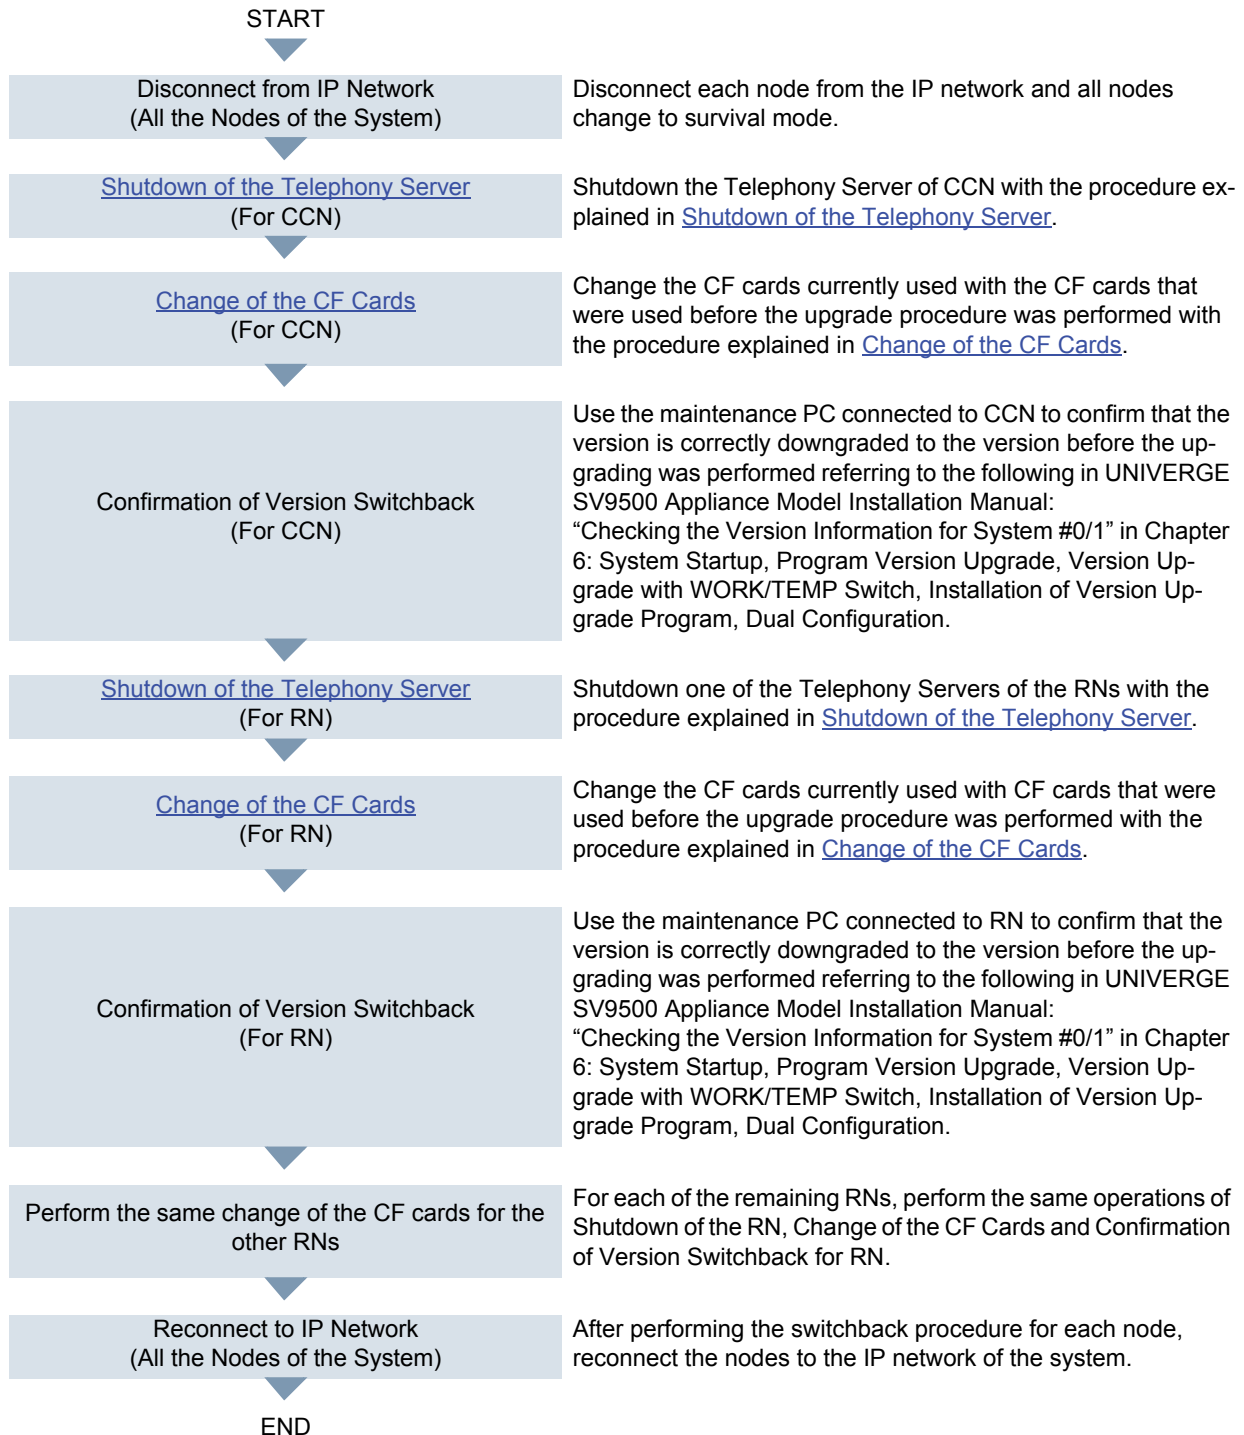 START
Disconnect from IP Network
(All the Nodes of the System)
Disconnect each node from the IP network and all nodes
change to survival mode.
Shutdown of the Telephony Server
(For CCN)
Shutdown the Telephony Server of CCN with the procedure ex-
plained in Shutdown of the Telephony Server.
Change of the CF Cards
(For CCN)
Change the CF cards currently used with the CF cards that
were used before the upgrade procedure was performed with
the procedure explained in Change of the CF Cards.
Confirmation of Version Switchback
(For CCN)
Use the maintenance PC connected to CCN to confirm that the
version is correctly downgraded to the version before the up-
grading was performed referring to the following in UNIVERGE
SV9500 Appliance Model Installation Manual:
“Checking the Version Information for System #0/1” in Chapter
6: System Startup, Program Version Upgrade, Version Up-
grade with WORK/TEMP Switch, Installation of Version Up-
grade Program, Dual Configuration.
Shutdown of the Telephony Server
(For RN)
Shutdown one of the Telephony Servers of the RNs with the
procedure explained in Shutdown of the Telephony Server.
Change of the CF Cards
(For RN)
Change the CF cards currently used with CF cards that were
used before the upgrade procedure was performed with the
procedure explained in Change of the CF Cards.
Confirmation of Version Switchback
(For RN)
Use the maintenance PC connected to RN to confirm that the
version is correctly downgraded to the version before the up-
grading was performed referring to the following in UNIVERGE
SV9500 Appliance Model Installation Manual:
“Checking the Version Information for System #0/1” in Chapter
6: System Startup, Program Version Upgrade, Version Up-
grade with WORK/TEMP Switch, Installation of Version Up-
grade Program, Dual Configuration.
Perform the same change of the CF cards for the
other RNs
For each of the remaining RNs, perform the same operations of
Shutdown of the RN, Change of the CF Cards and Confirmation
of Version Switchback for RN.
Reconnect to IP Network
(All the Nodes of the System)
After performing the switchback procedure for each node,
reconnect the nodes to the IP network of the system.
END